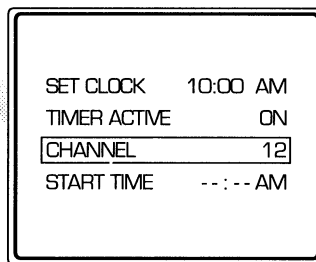 SET CLOCK 10:00 AM
TIMER ACTIVE ON
CHANNEL 12
START TIME --:-- AM